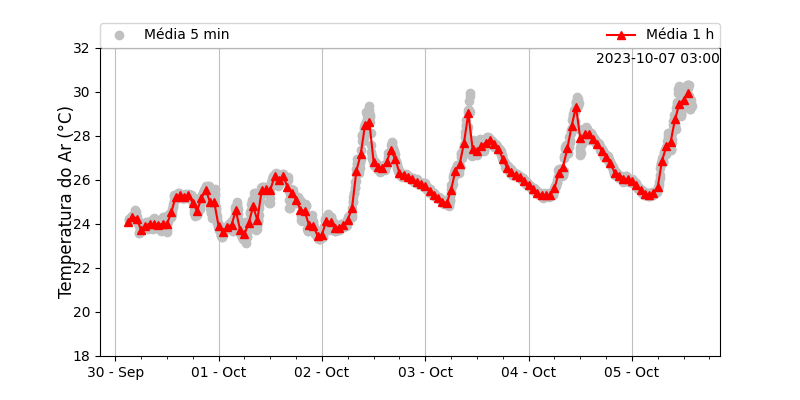 Média 5 min
Média 1 h
2023-10-07 03:00
Temperatura do Ar (°C)
32
30
28
26
24
22
20
18
30 - Sep
01 - Oct
02 - Oct
03 - Oct
04 - Oct
05 - Oct